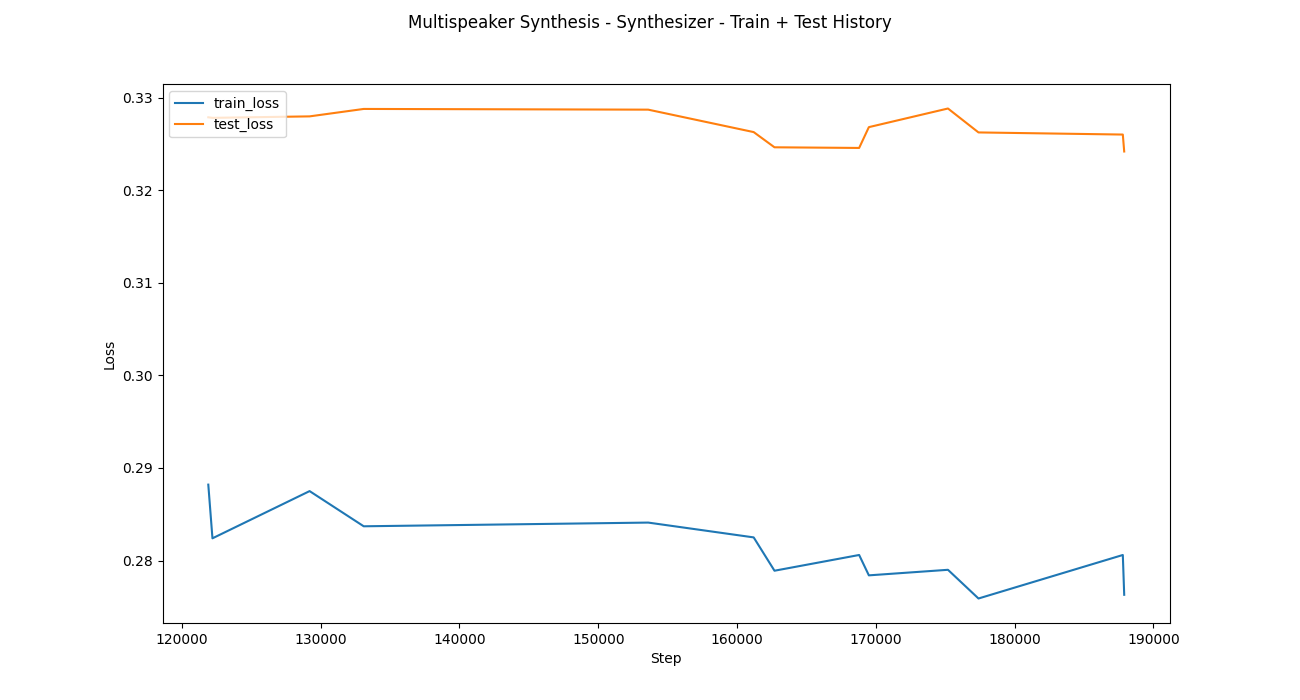 Multispeaker Synthesis - Synthesizer - Train + Test History
train_loss
test_loss
0.33
0.32
0.31
0.30
0.29
0.28
Loss
120000 130000 140000 150000 160000 170000 180000 190000
Step